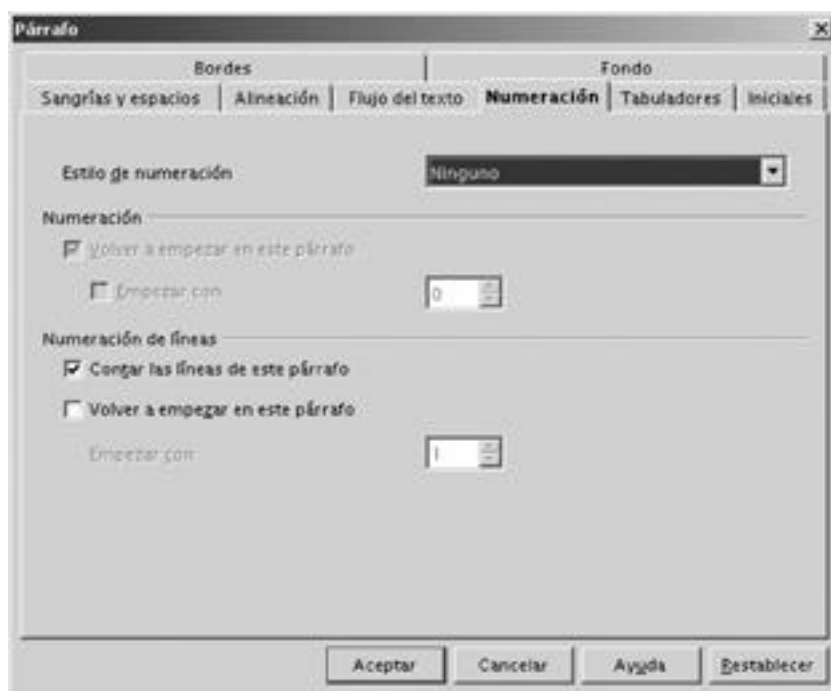 Párrafo
Bordes Fondo
Sangrías y espacios Alineación Flujo del texto Numeración Tabuladores Iniciales
Estilo de numeración Ninguno
Numeración
Volver a empezar en este párrafo
Empezar con 0
Numeración de líneas
Contar las líneas de este párrafo
Volver a empezar en este párrafo
Empezar con 1
Aceptar Cancelar Ayuda Restablecer